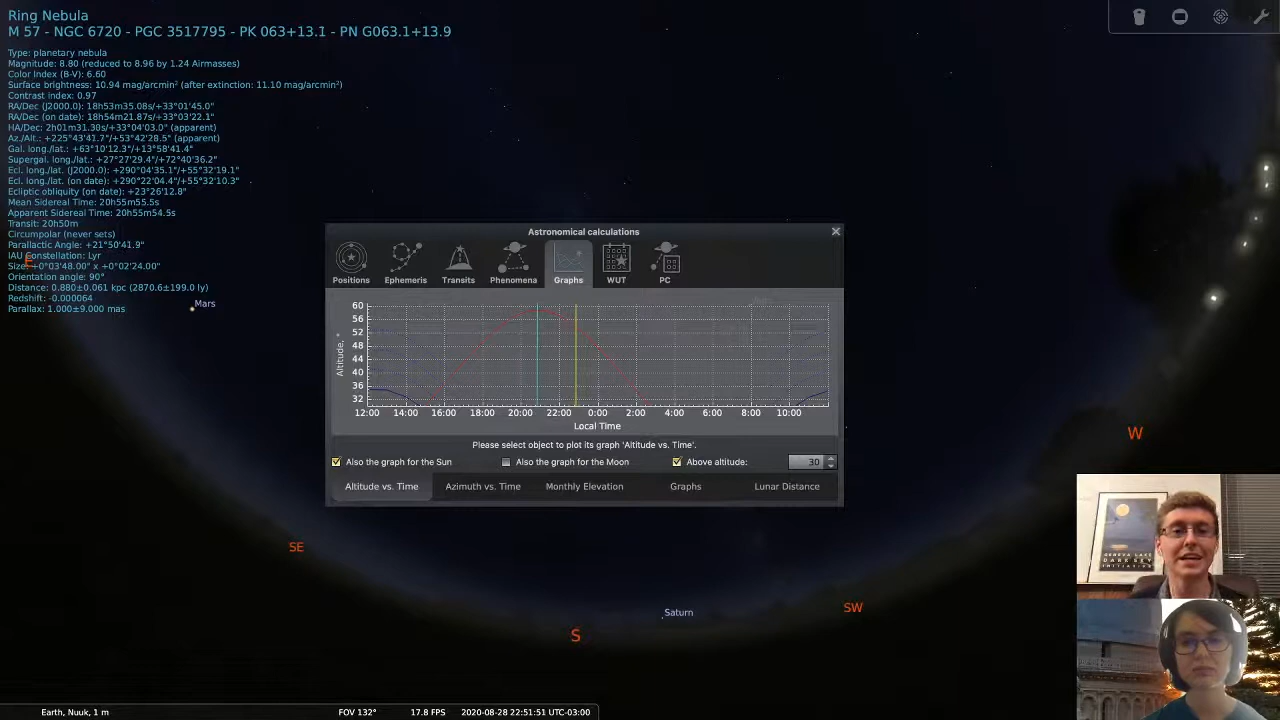 Ring Nebula
M 57 - NGC 6720 - PGC 3517795 - PK 063+13.1 - PN G063.1+13.9
Type: planetary nebula
Magnitude: 8.80 (reduced to 8.96 by 1.24 Airmasses)
Color Index (B-V): 6.60
Surface brightness: 10.94 mag/arcmin² (after extinction: 11.10 mag/arcmin²)
Contrast index: 0.97
RA/Dec (J2000.0): 18h53m35.08s/+33°01'45.0"
RA/Dec (on date): 18h54m21.87s/+33°03'22.1"
HA/Dec: 2h01m31.30s/+33°04'03.0" (apparent)
Az./Alt.: +225°43'41.7"/+53°42'28.5" (apparent)
Gal. long./lat.: +63°10'12.3"/+13°58'41.4"
Supergal. long./lat.: +27°27'29.4"/+72°40'36.2"
Ecl. long./lat. (J2000.0): +290°04'35.1"/+55°32'19.1"
Ecl. long./lat. (on date): +290°22'04.4"/+55°32'10.3"
Ecliptic obliquity (on date): +23°26'12.8"
Mean Sidereal Time: 20h55m55.5s
Apparent Sidereal Time: 20h55m54.5s
Transit: 20h50m
Circumpolar (never sets)
Parallactic Angle: +21°50'41.9"
IAU Constellation: Lyr
E
Size: +0°03'48.00" x +0°02'24.00"
Orientation angle: 90°
Distance: 0.880±0.061 kpc (2870.6±199.0 ly)
Redshift: -0.000064
Parallax: 1.000±9.000 mas
Mars
Astronomical calculations
Positions Ephemeris Transits Phenomena Graphs WUT PC
Altitude, °
60
56
52
48
44
40
36
32
12:00 14:00 16:00 18:00 20:00 22:00 0:00 2:00 4:00 6:00 8:00 10:00
Local Time
Please select object to plot its graph 'Altitude vs. Time'.
Also the graph for the Sun Also the graph for the Moon Above altitude: 30
Altitude vs. Time Azimuth vs. Time Monthly Elevation Graphs Lunar Distance
W
SE
SW
Saturn
S
GENEVA LAKE
DARK SKY
INITIATIVE
Earth, Nuuk, 1 m FOV 132° 17.8 FPS 2020-08-28 22:51:51 UTC-03:00